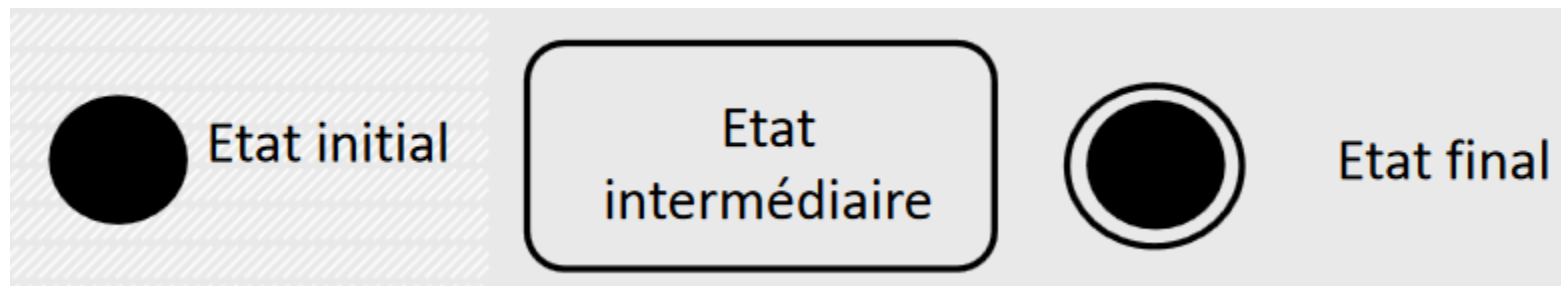 Etat initial
Etat
intermédiaire
Etat final